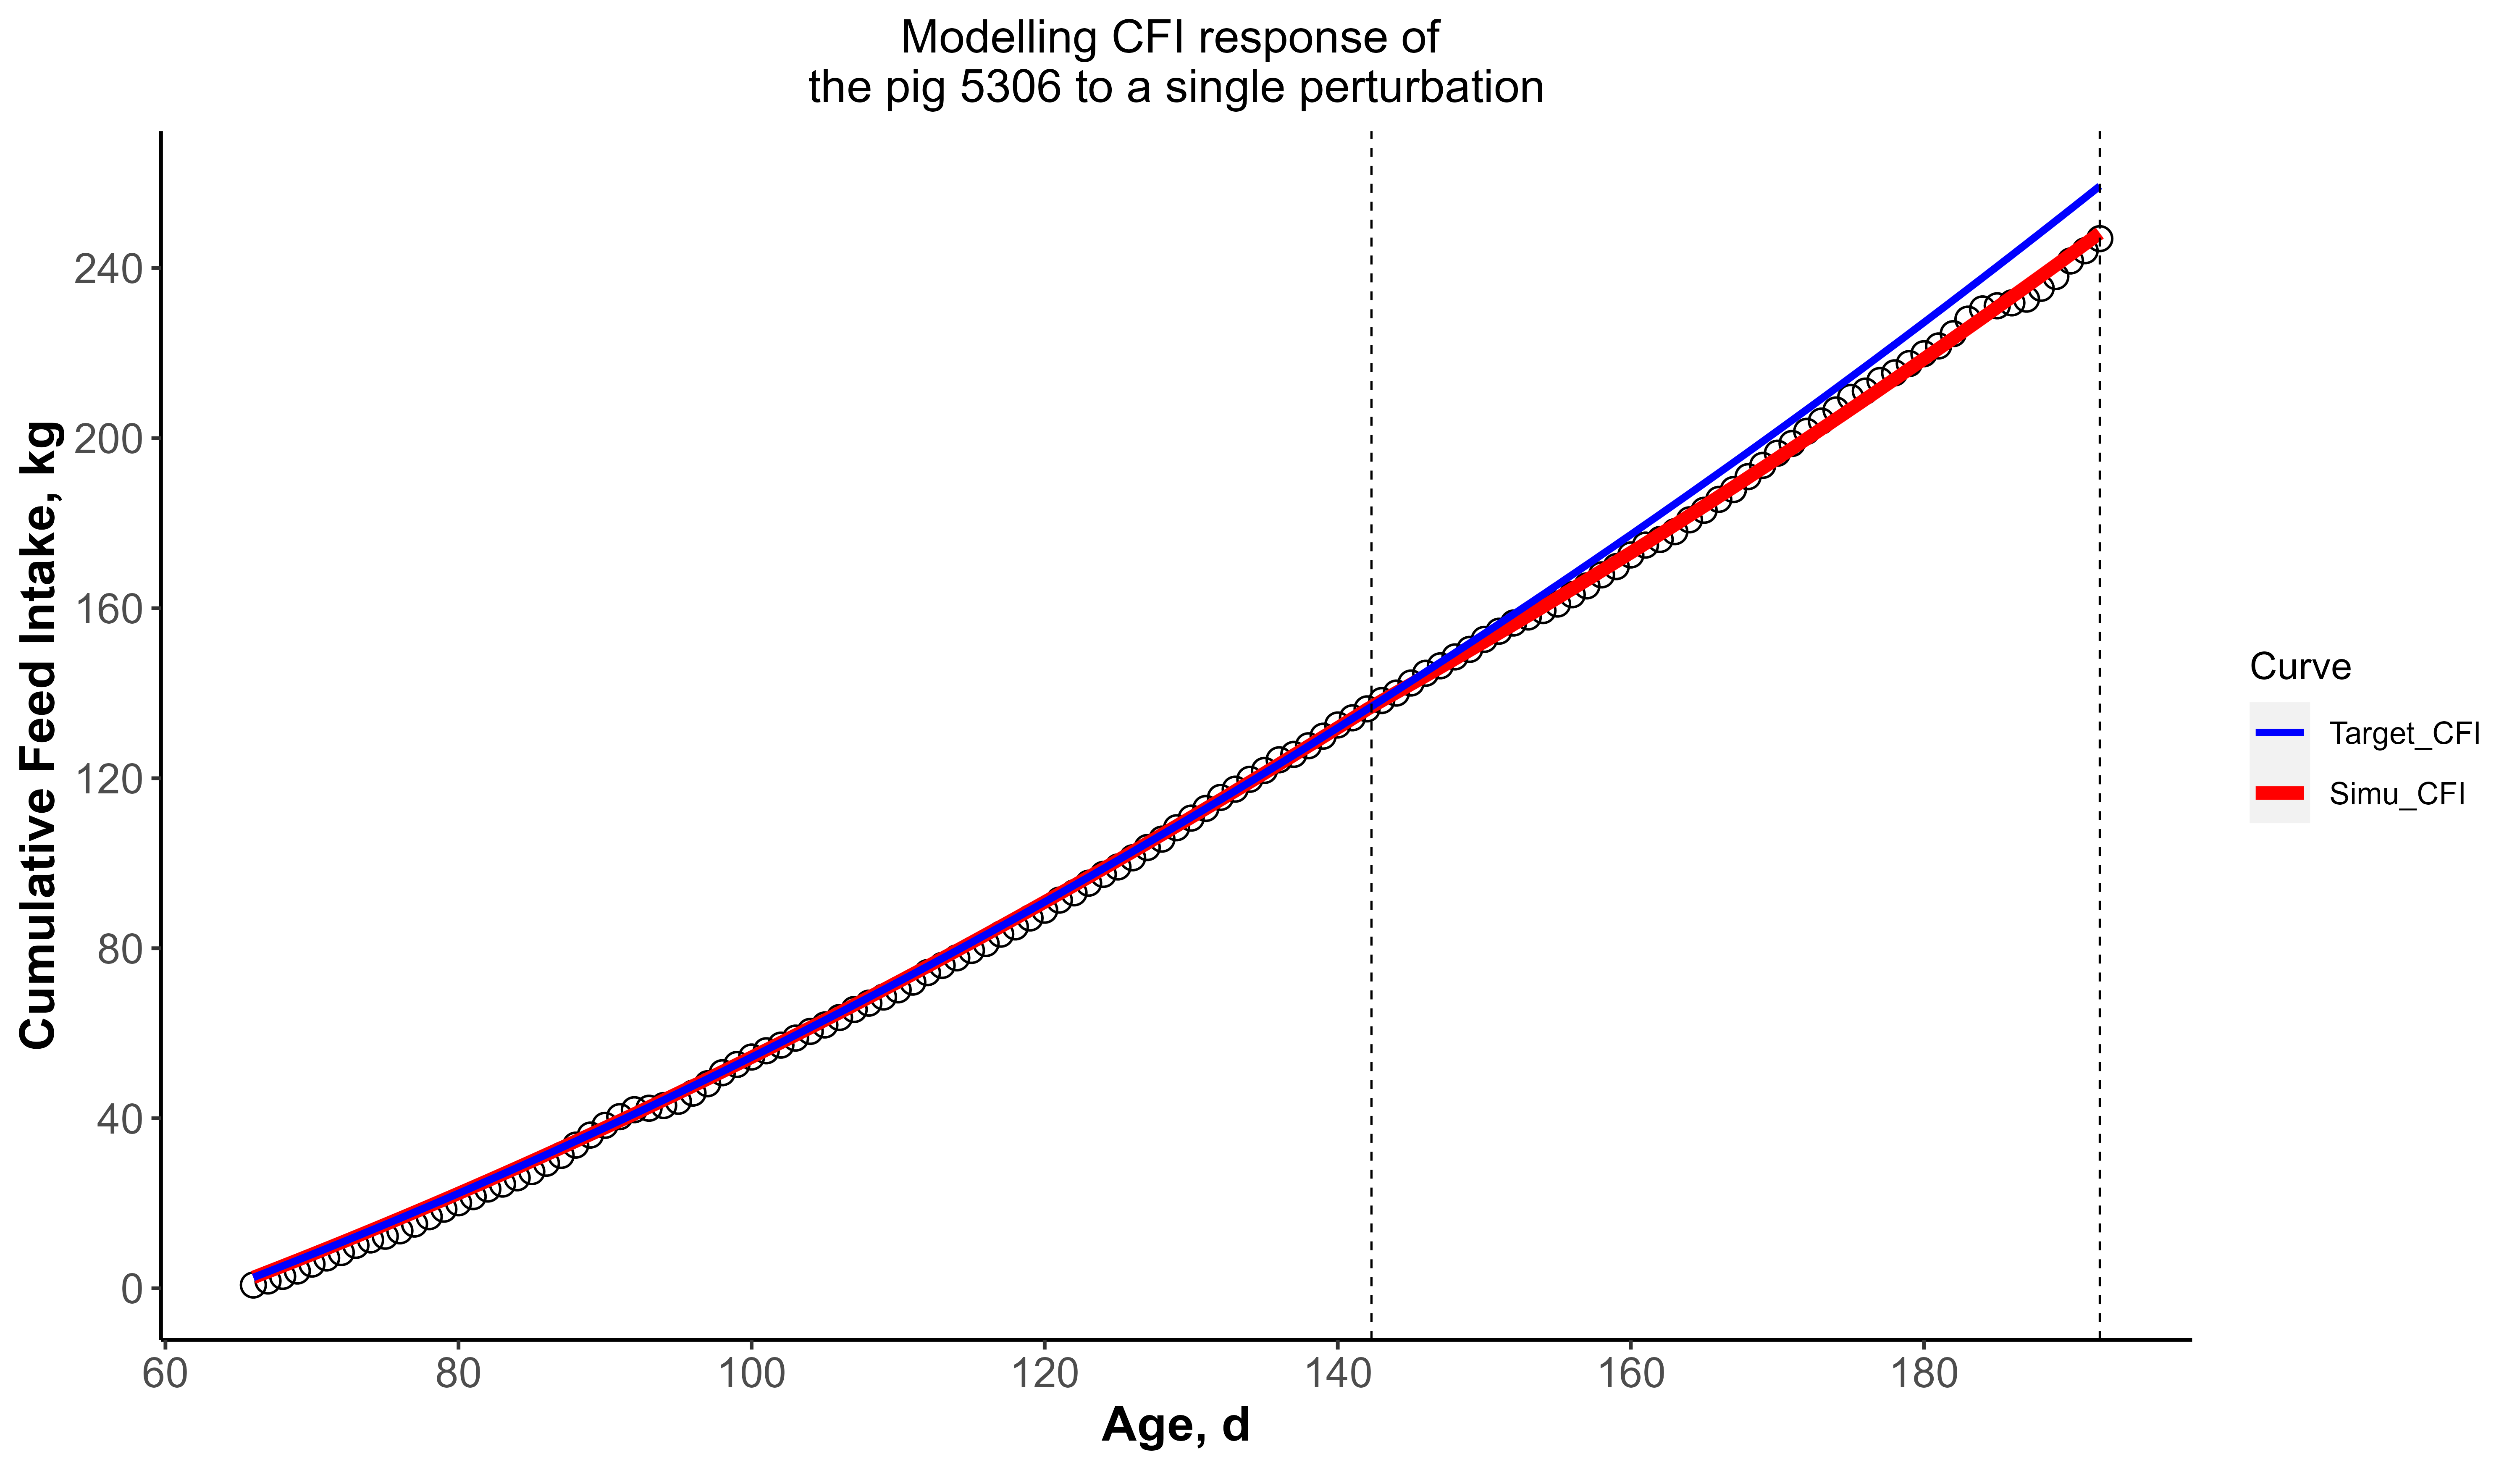 Modelling CFI response of
the pig 5306 to a single perturbation
Cumulative Feed Intake, kg
240
200
160
120
80
40
0
60 80 100 120 140 160 180
Age, d
Curve
Target_CFI
Simu_CFI